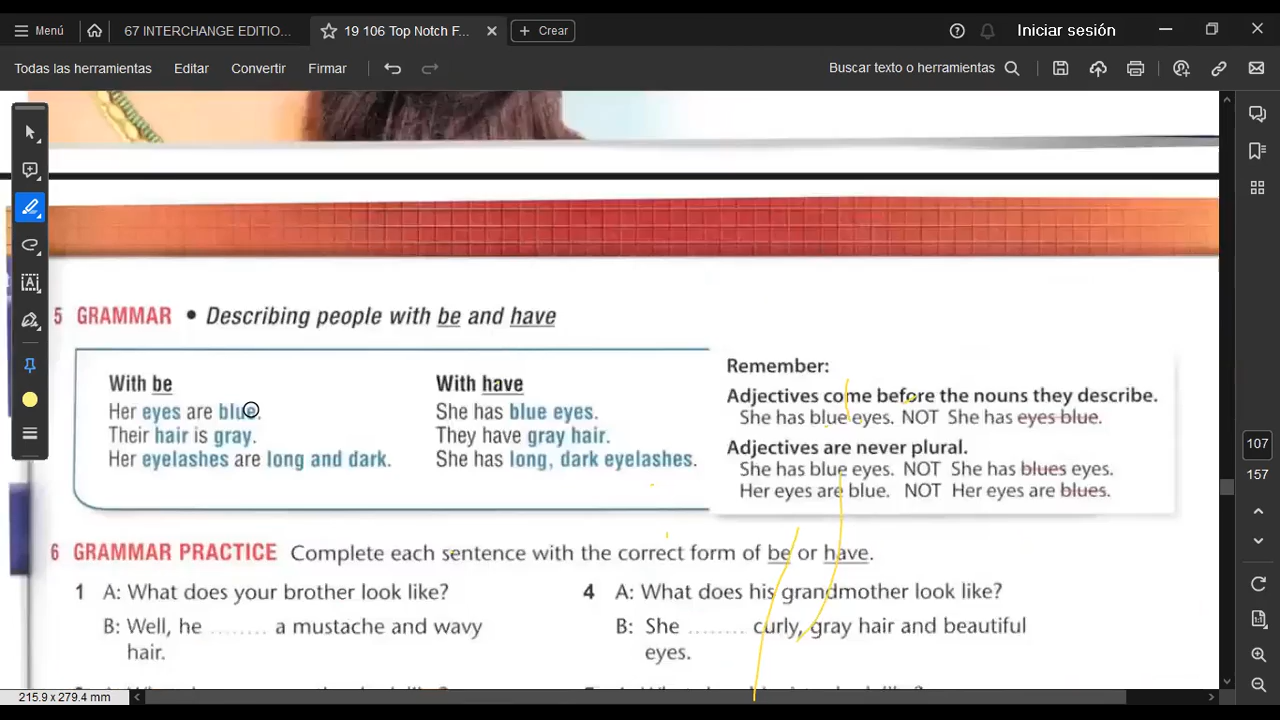 Menú
67 INTERCHANGE EDITIO...
19 106 Top Notch F...
Crear
Iniciar sesión
Todas las herramientas
Editar
Convertir
Firmar
Buscar texto o herramientas
5 GRAMMAR • Describing people with be and have
With be
Her eyes are blue.
Their hair is gray.
Her eyelashes are long and dark.
With have
She has blue eyes.
They have gray hair.
She has long, dark eyelashes.
Remember:
Adjectives come before the nouns they describe.
She has blue eyes. NOT She has eyes blue.
Adjectives are never plural.
She has blue eyes. NOT She has blues eyes.
Her eyes are blue. NOT Her eyes are blues.
6 GRAMMAR PRACTICE Complete each sentence with the correct form of be or have.
1 A: What does your brother look like?
B: Well, he ........ a mustache and wavy
hair.
4 A: What does his grandmother look like?
B: She ........ curly, gray hair and beautiful
eyes.
107
157
215.9 x 279.4 mm